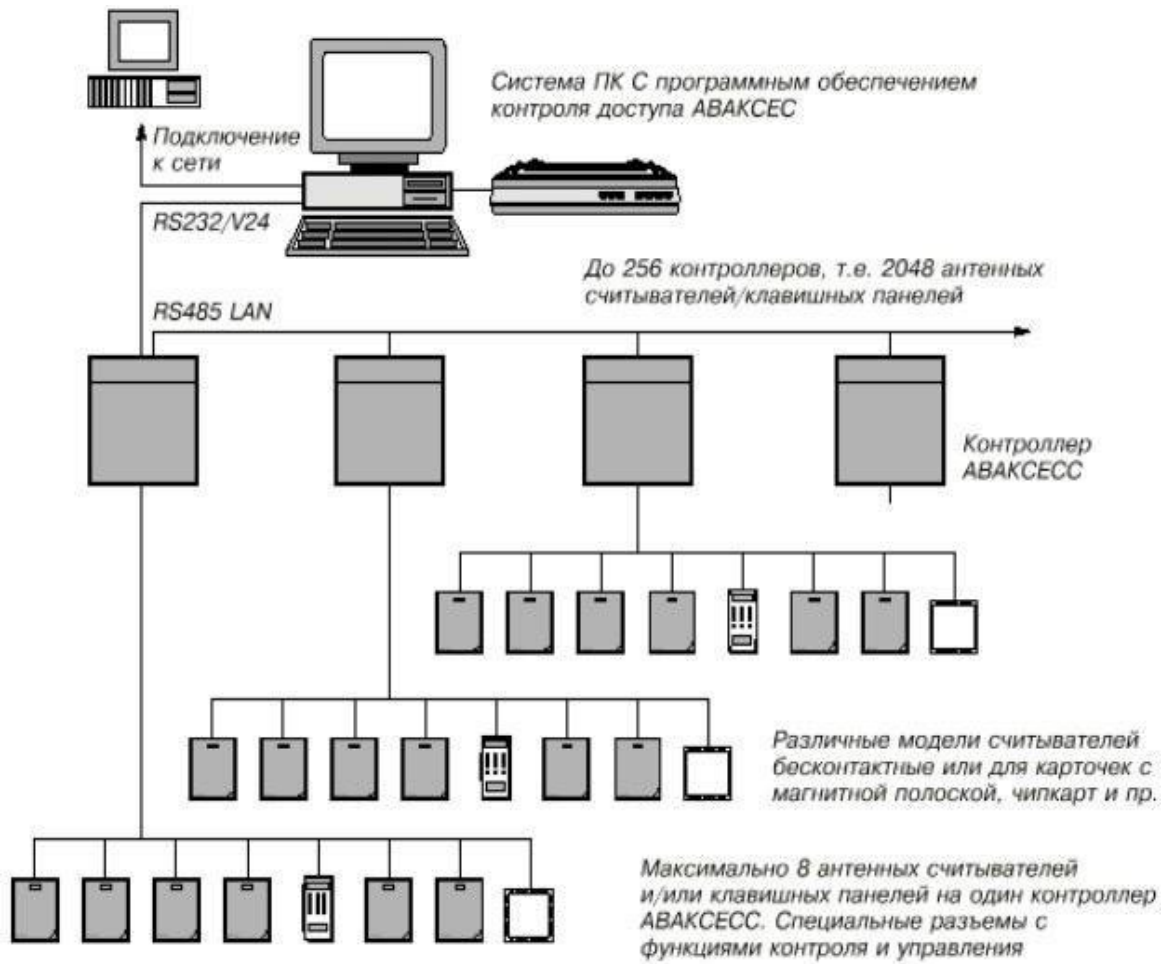 Система ПК С программным обеспечением
контроля доступа АВАКСЕС
Подключение
к сети
RS232/V24
До 256 контроллеров, т.е. 2048 антенных
считывателей/клавишных панелей
RS485 LAN
Контроллер
АВАКСЕСС
Различные модели считывателей
бесконтактные или для карточек с
магнитной полоской, чипкарт и пр.
Максимально 8 антенных считывателей
и/или клавишных панелей на один контроллер
АВАКСЕСС. Специальные разъемы с
функциями контроля и управления